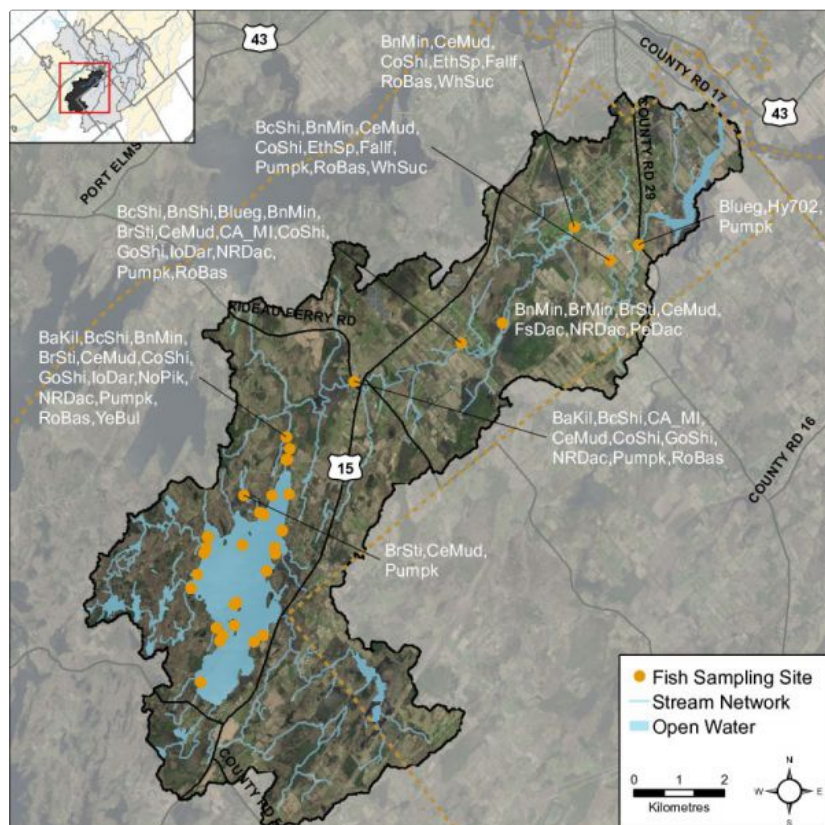 43
BnMin,CeMud,
CoShi,EthSp,Fallf,
RoBas,WhSuc
COUNTY RD 17
43
BcShi,BnMin,CeMud,
CoShi,EthSp,Fallf,
Pumpk,RoBas,WhSuc
COUNTY RD 29
PORT ELMS
BcShi,BnShi,Blueg,BnMin,
BrSti,CeMud,CA_MI,CoShi,
GoShi,IoDar,NRDac,
Pumpk,RoBas
Blueg,Hy702,
Pumpk
RIDEAU FERRY RD
BnMin,BrMin,BrSti,CeMud,
FsDac,NRDac,PeDac
BaKil,BcShi,BnMin,
BrSti,CeMud,CoShi,
GoShi,IoDar,NoPik,
NRDac,Pumpk,
RoBas,YeBul
BaKil,BcShi,CA_MI,
CeMud,CoShi,GoShi,
NRDac,Pumpk,RoBas
15
COUNTY RD 16
BrSti,CeMud,
Pumpk
COUNTY RD
Fish Sampling Site
Stream Network
Open Water
0 1 2
Kilometres
N
W E
S